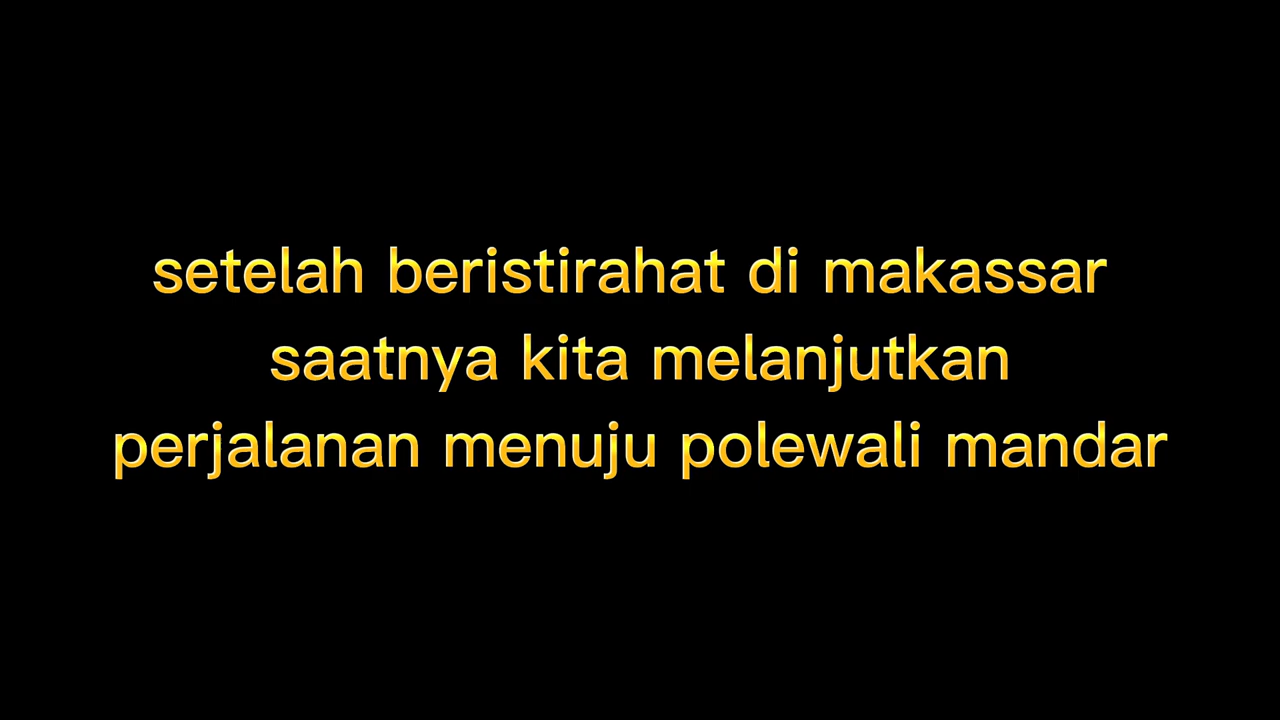 setelah beristirahat di makassar
saatnya kita melanjutkan
perjalanan menuju polewali mandar